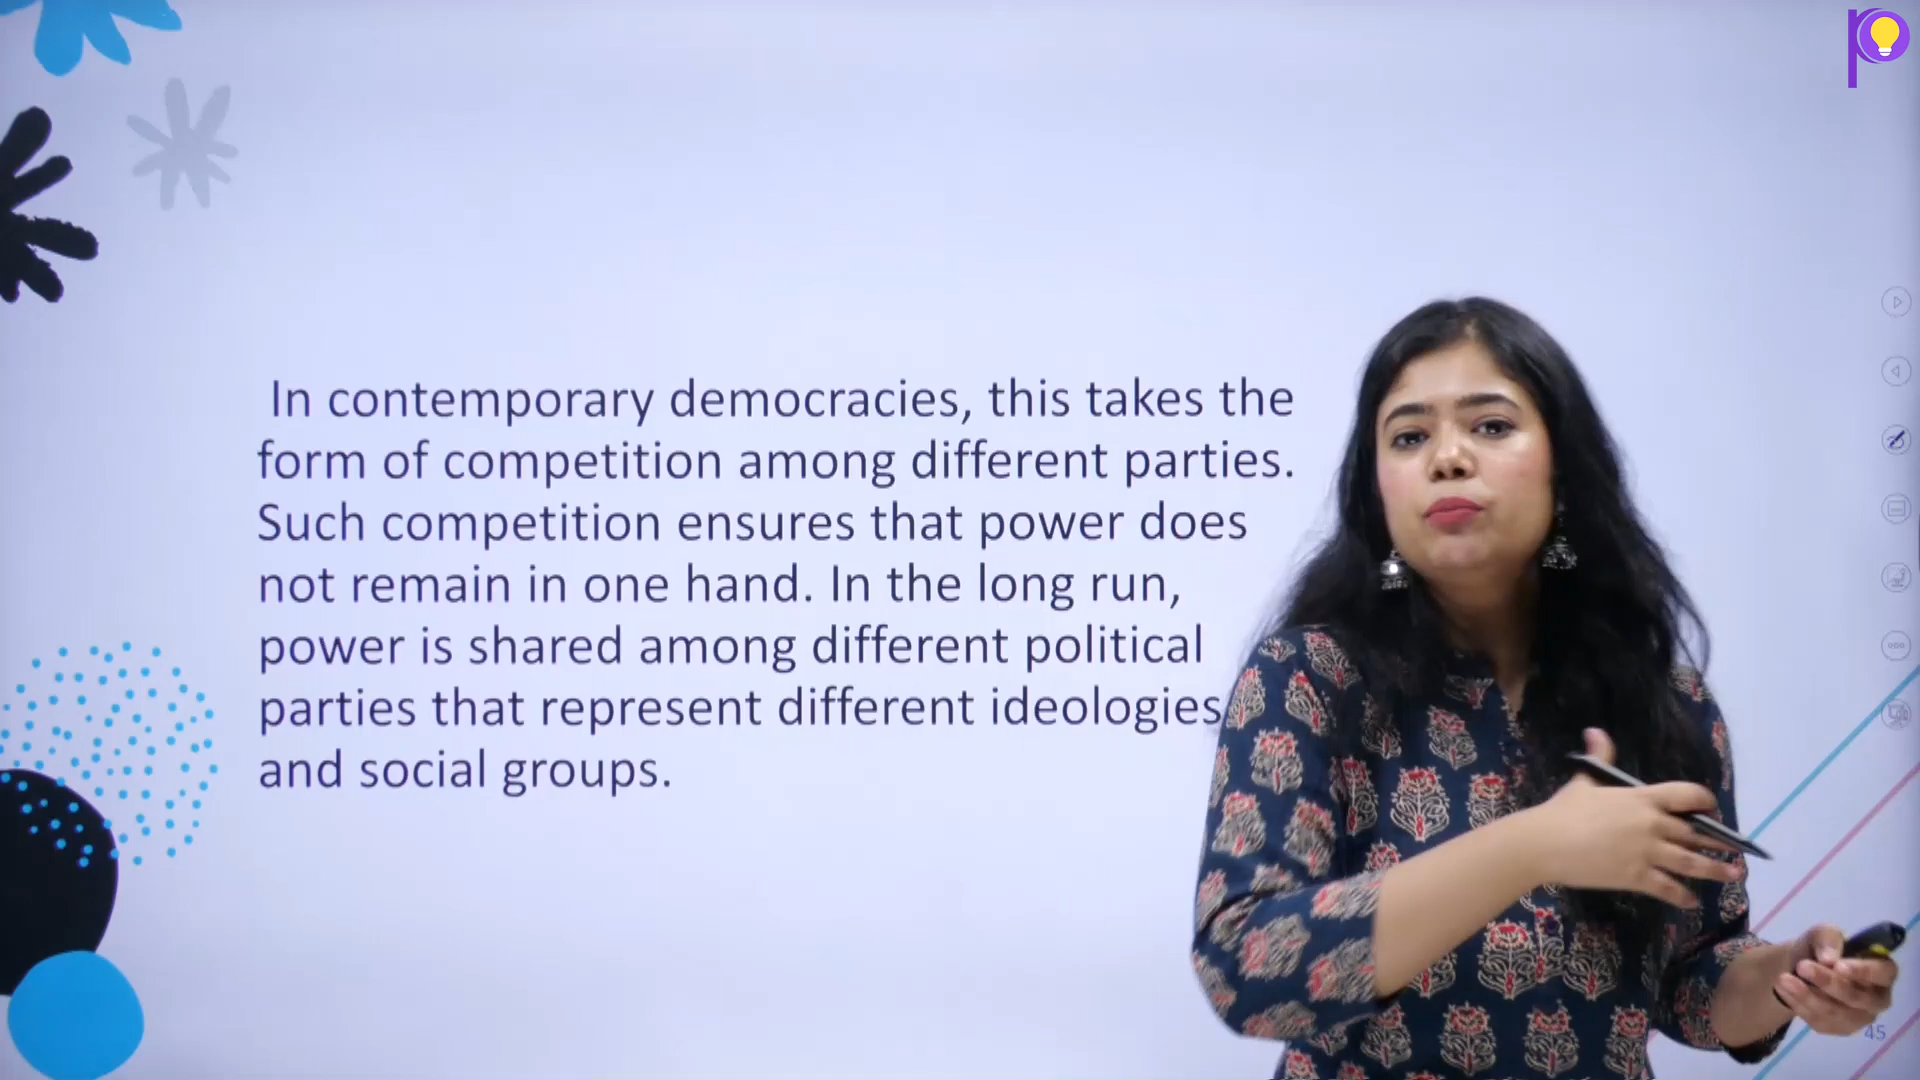 In contemporary democracies, this takes the
form of competition among different parties.
Such competition ensures that power does
not remain in one hand. In the long run,
power is shared among different political
parties that represent different ideologies
and social groups.
45